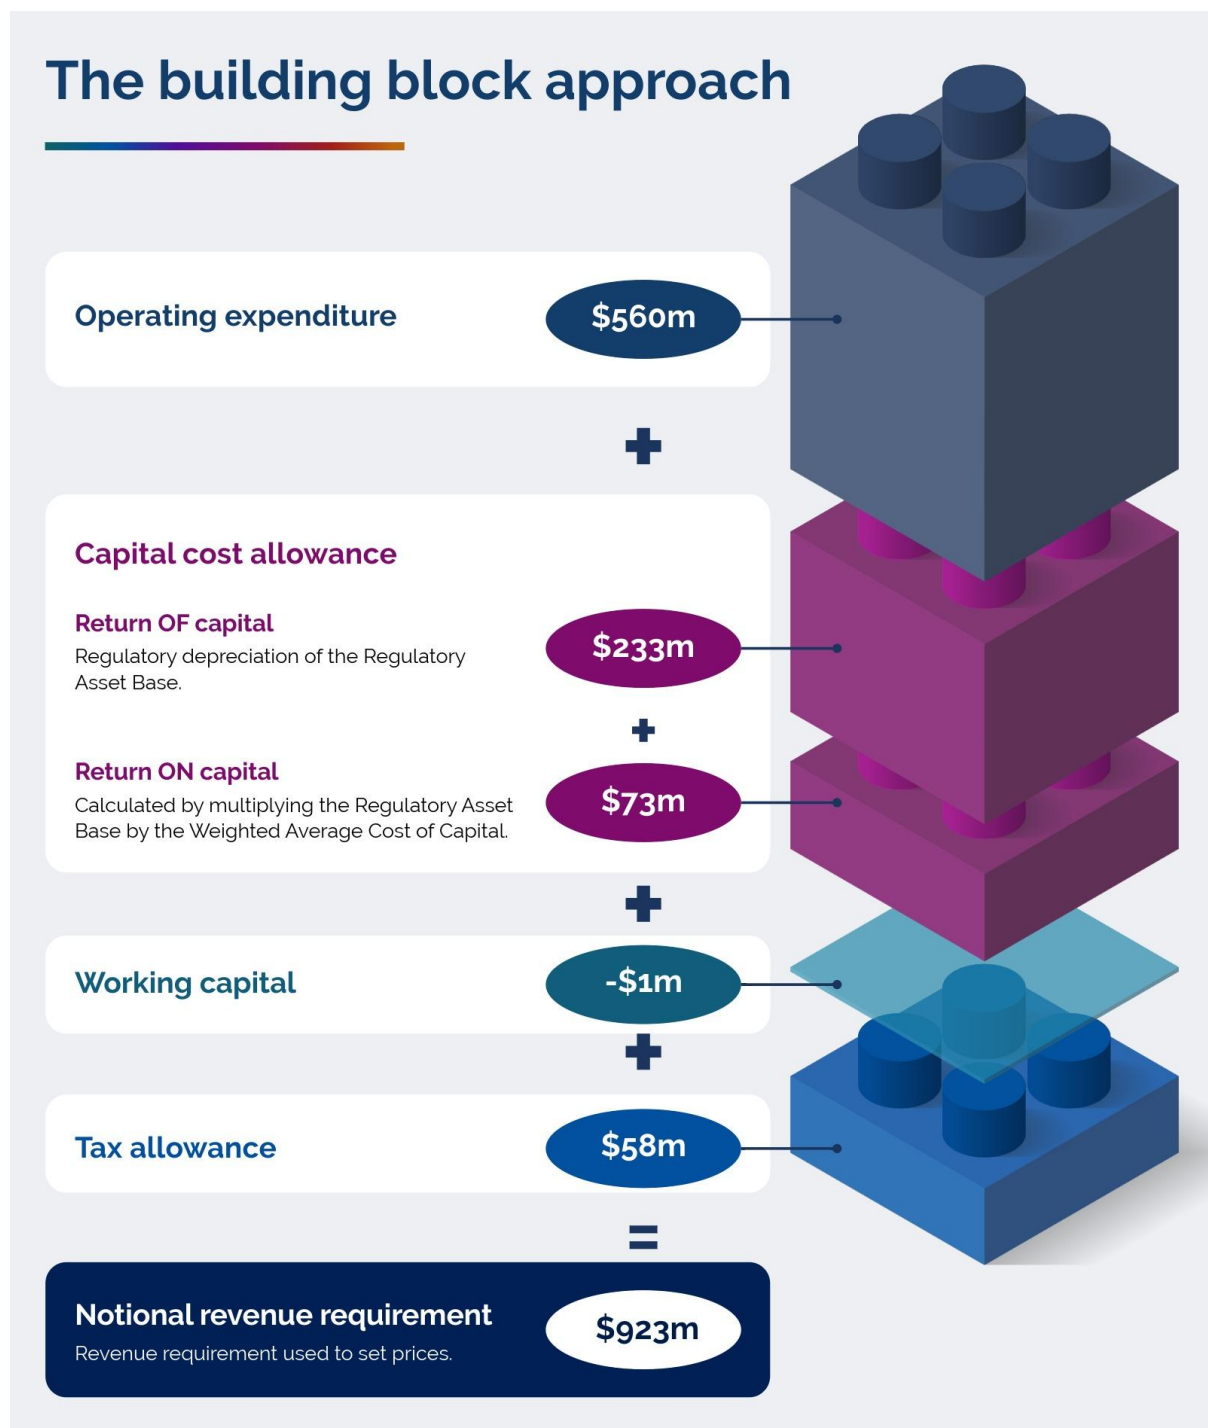 The building block approach
Operating expenditure
$560m
+
Capital cost allowance
Return OF capital
Regulatory depreciation of the Regulatory
Asset Base.
$233m
+
Return ON capital
Calculated by multiplying the Regulatory Asset
Base by the Weighted Average Cost of Capital.
$73m
+
Working capital
-$1m
+
Tax allowance
$58m
=
Notional revenue requirement
Revenue requirement used to set prices.
$923m